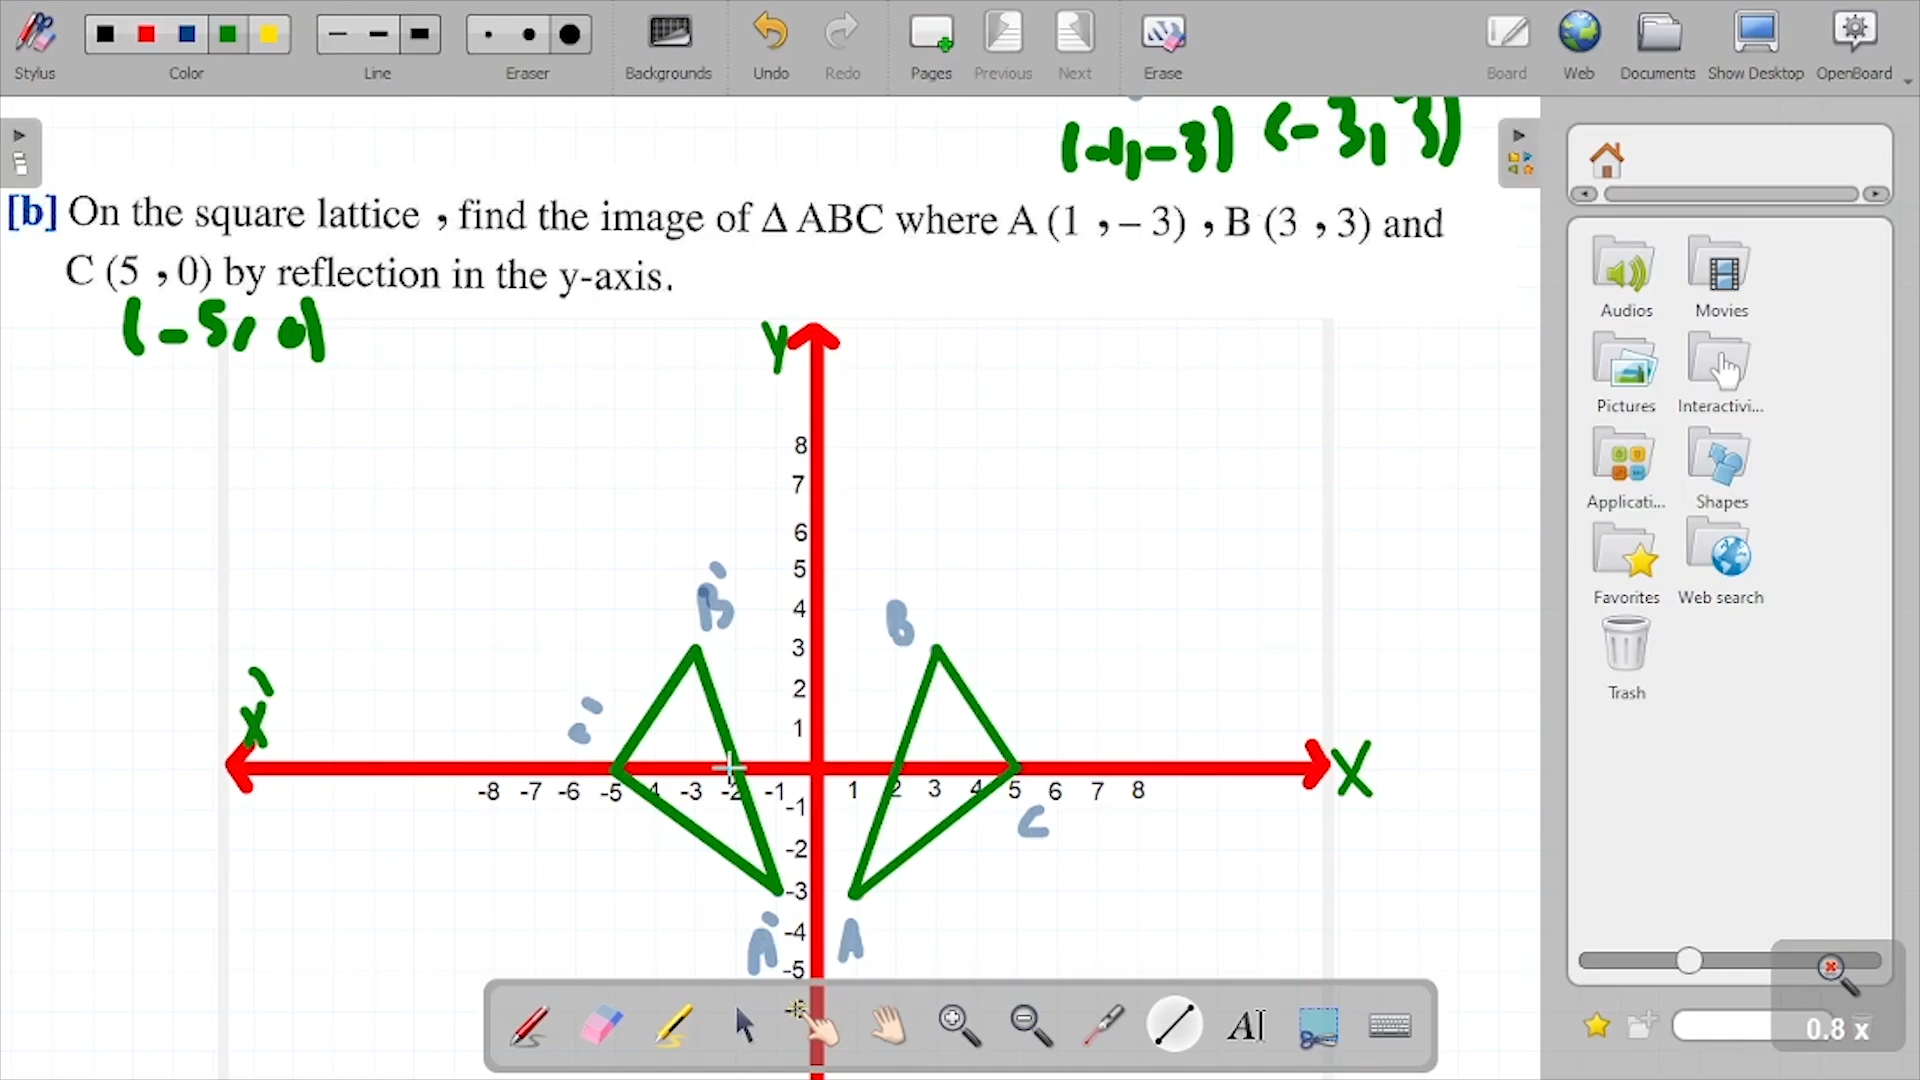 Stylus Color Line Eraser Backgrounds Undo Redo Pages Previous Next Erase Board Web Documents Show Desktop OpenBoard
(-1,-3) (-3, 3)
[b] On the square lattice , find the image of Δ ABC where A (1 , – 3) , B (3 , 3) and
C (5 , 0) by reflection in the y-axis.
(-5, 0)
y
8
7
6
5
4
3
2
1
B' B
X'
X
-8 -7 -6 -5 4 -3 -2 -1 1 2 3 4 5 6 7 8
-1
C
-2
-3
-4
A' A
-5
Audios Movies
Pictures Interactivi...
Applicati... Shapes
Favorites Web search
Trash
AI
0.8 x